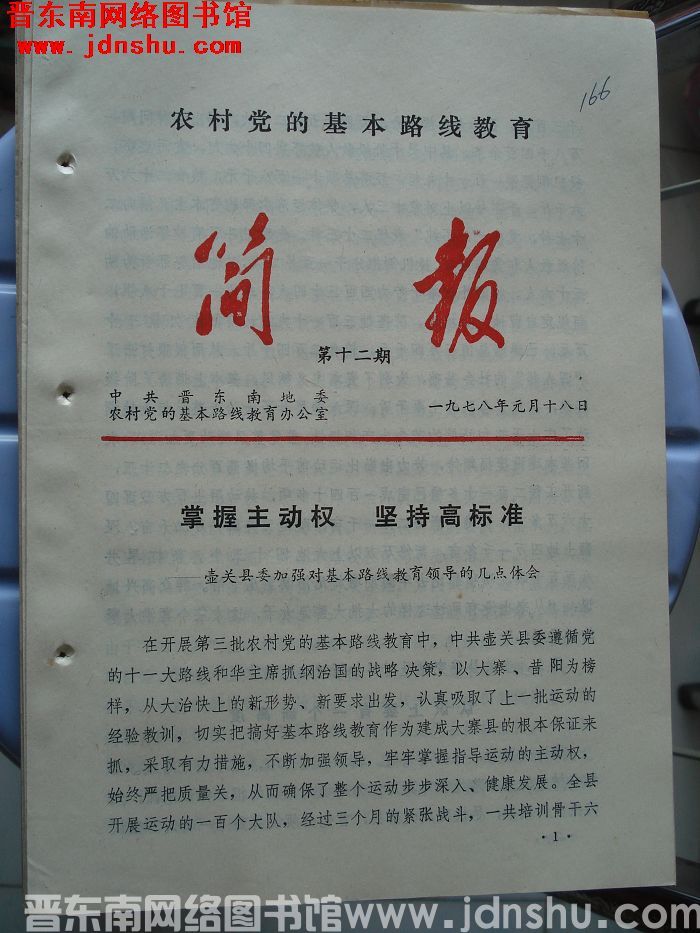 晋东南网络图书馆
www.jdnshu.com
166
农村党的基本路线教育
简报
第十二期
中共晋东南地委
农村党的基本路线教育办公室
一九七八年元月十八日
掌握主动权 坚持高标准
——壶关县委加强对基本路线教育领导的几点体会
在开展第三批农村党的基本路线教育中，中共壶关县委遵循党
的十一大路线和华主席抓纲治国的战略决策，以大寨、昔阳为榜
样，从大治快上的新形势、新要求出发，认真吸取了上一批运动的
经验教训，切实把搞好基本路线教育作为建成大寨县的根本保证来
抓，采取有力措施，不断加强领导，牢牢掌握指导运动的主动权，
始终严把质量关，从而确保了整个运动步步深入、健康发展。全县
开展运动的一百个大队，经过三个月的紧张战斗，一共培训骨干六
·1·
晋东南网络图书馆www.jdnshu.com